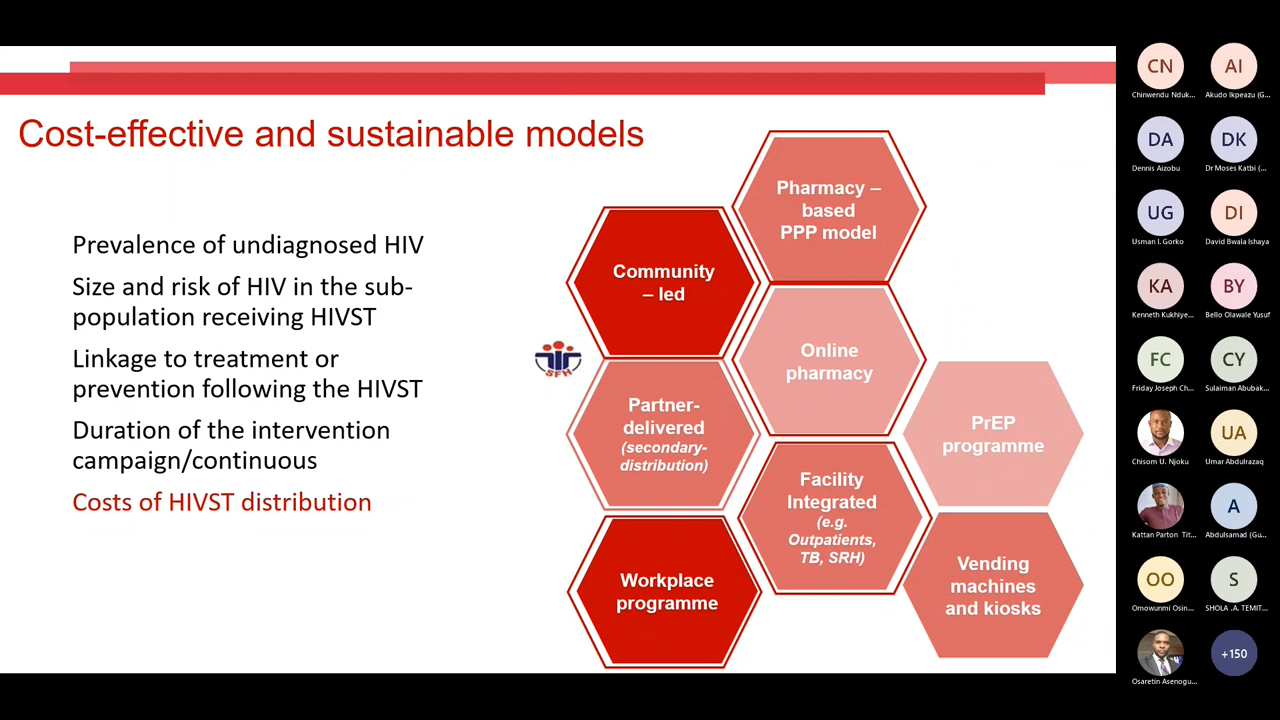 Cost-effective and sustainable models
Prevalence of undiagnosed HIV
Size and risk of HIV in the sub-
population receiving HIVST
Linkage to treatment or
prevention following the HIVST
Duration of the intervention
campaign/continuous
Costs of HIVST distribution
SFH
Community
– led
Partner-
delivered
(secondary-
distribution)
Workplace
programme
Pharmacy –
based
PPP model
Online
pharmacy
Facility
Integrated
(e.g.
Outpatients,
TB, SRH)
PrEP
programme
Vending
machines
and kiosks
CN
Chinwendu Nduk...
AI
Akudo Ikpeazu (G...
DA
Dennis Aizobu
DK
Dr Moses Katbi (...
UG
Usman I. Gorko
DI
David Bwala Ishaya
KA
Kenneth Kukhiye...
BY
Bello Olawale Yusuf
FC
Friday Joseph Ch...
CY
Sulaiman Abubak...
Chisom U. Njoku
UA
Umar Abdulrazaq
Kattan Parton Tit...
A
Abdulsamad (Gu...
OO
Omowunmi Osin...
S
SHOLA .A. TEMIT...
Osaretin Asenogu...
+150